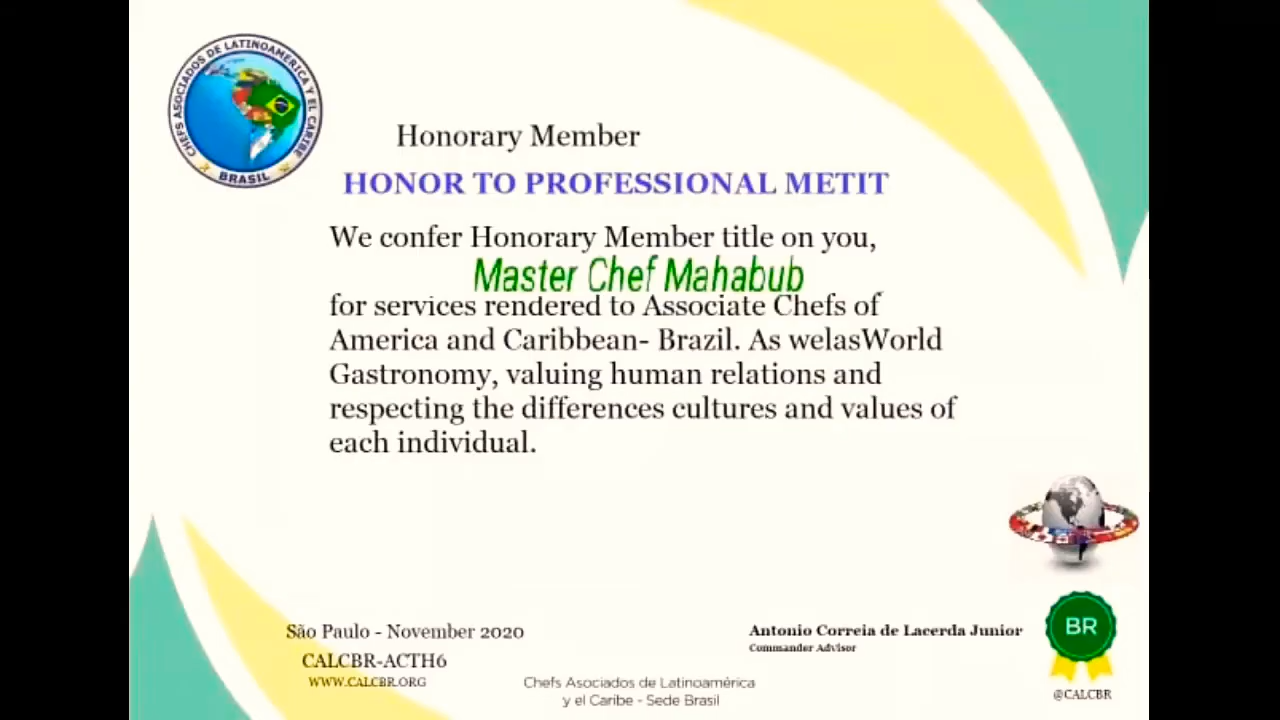 CHEFS ASOCIADOS DE LATINOAMERICA Y EL CARIBE
BRASIL
Honorary Member
HONOR TO PROFESSIONAL METIT
We confer Honorary Member title on you,
Master Chef Mahabub
for services rendered to Associate Chefs of
America and Caribbean- Brazil. As welasWorld
Gastronomy, valuing human relations and
respecting the differences cultures and values of
each individual.
São Paulo - November 2020
CALCBR-ACTH6
WWW.CALCBR.ORG
Chefs Asociados de Latinoamérica
y el Caribe - Sede Brasil
Antonio Correia de Lacerda Junior
Commander Advisor
BR
@CALCBR